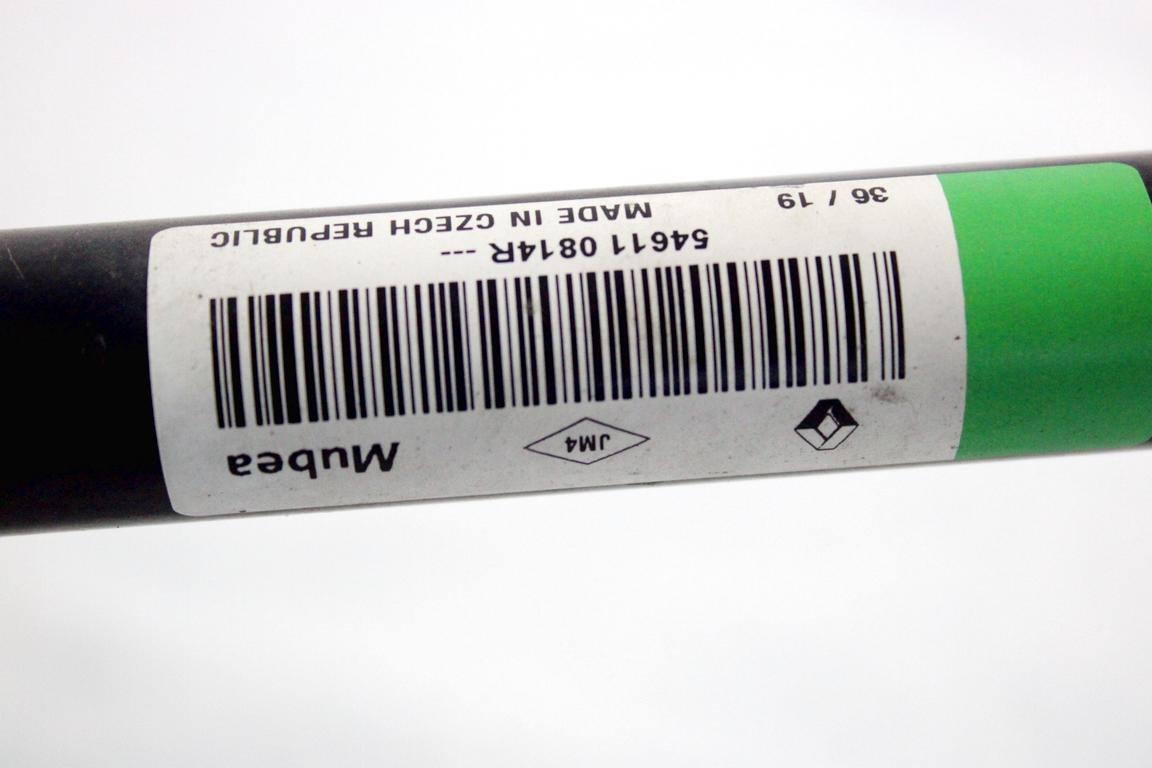 Mubea
JM4
54611 0814R ---
MADE IN CZECH REPUBLIC
36 / 19